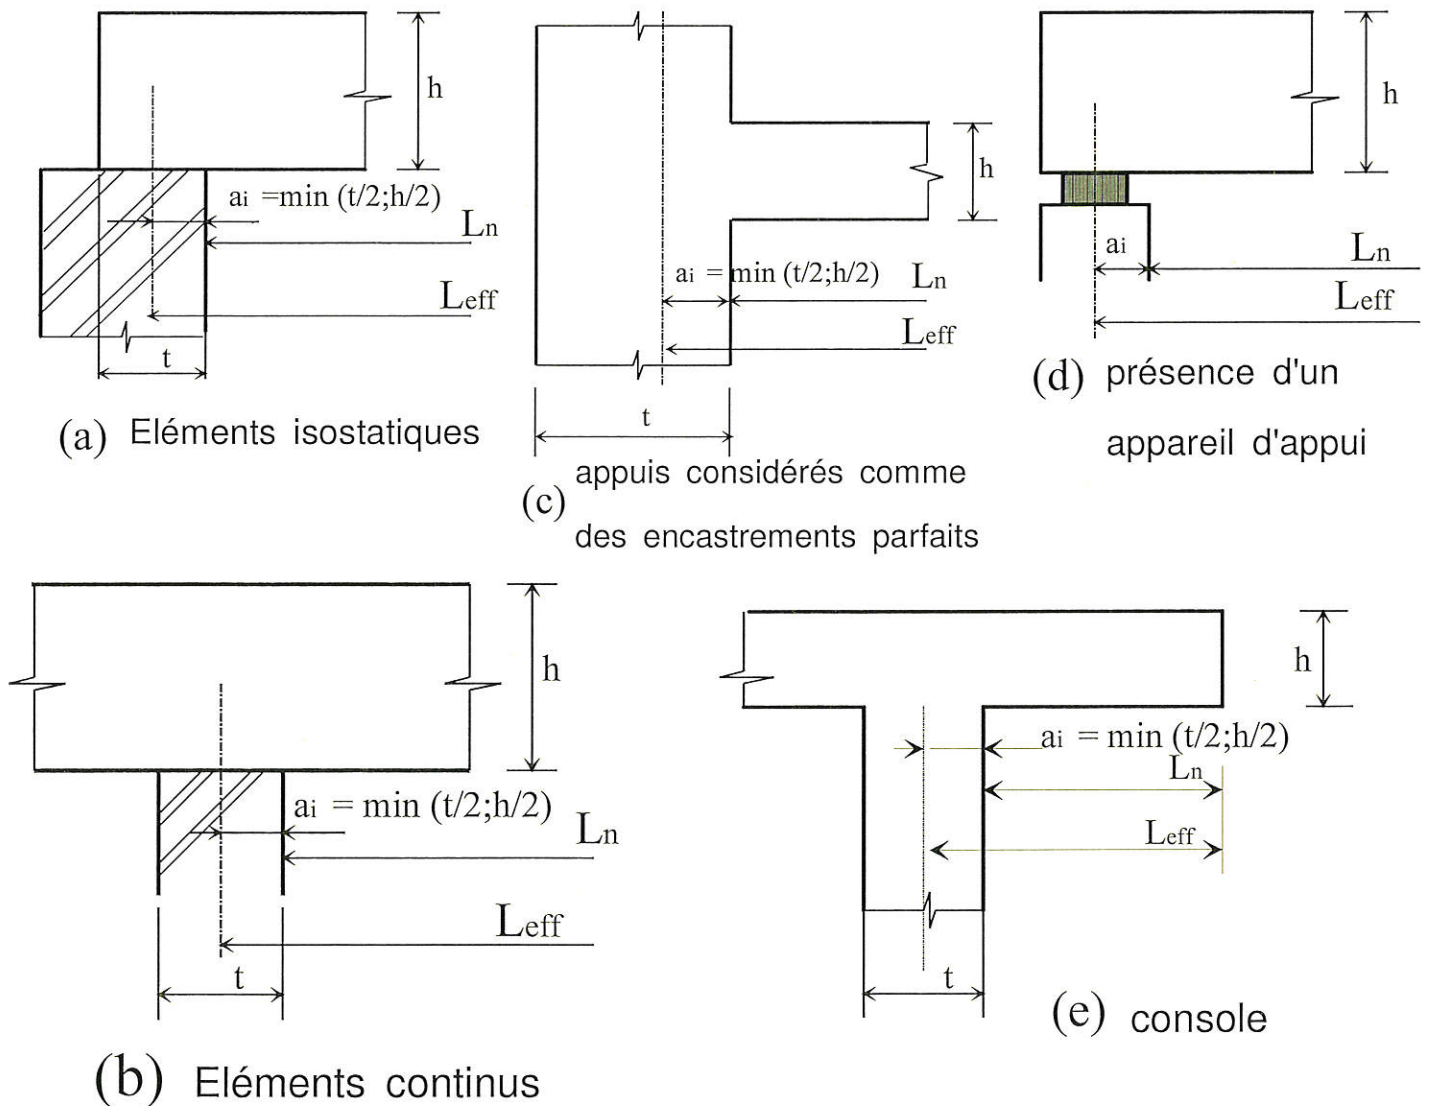 h
ai =min (t/2;h/2)
Ln
Leff
t
(a) Eléments isostatiques
h
ai = min (t/2;h/2)
Ln
Leff
t
(c) appuis considérés comme
des encastrements parfaits
h
ai
Ln
Leff
(d) présence d'un
appareil d'appui
h
ai = min (t/2;h/2)
Ln
Leff
t
(b) Eléments continus
h
ai = min (t/2;h/2)
Ln
Leff
t
(e) console